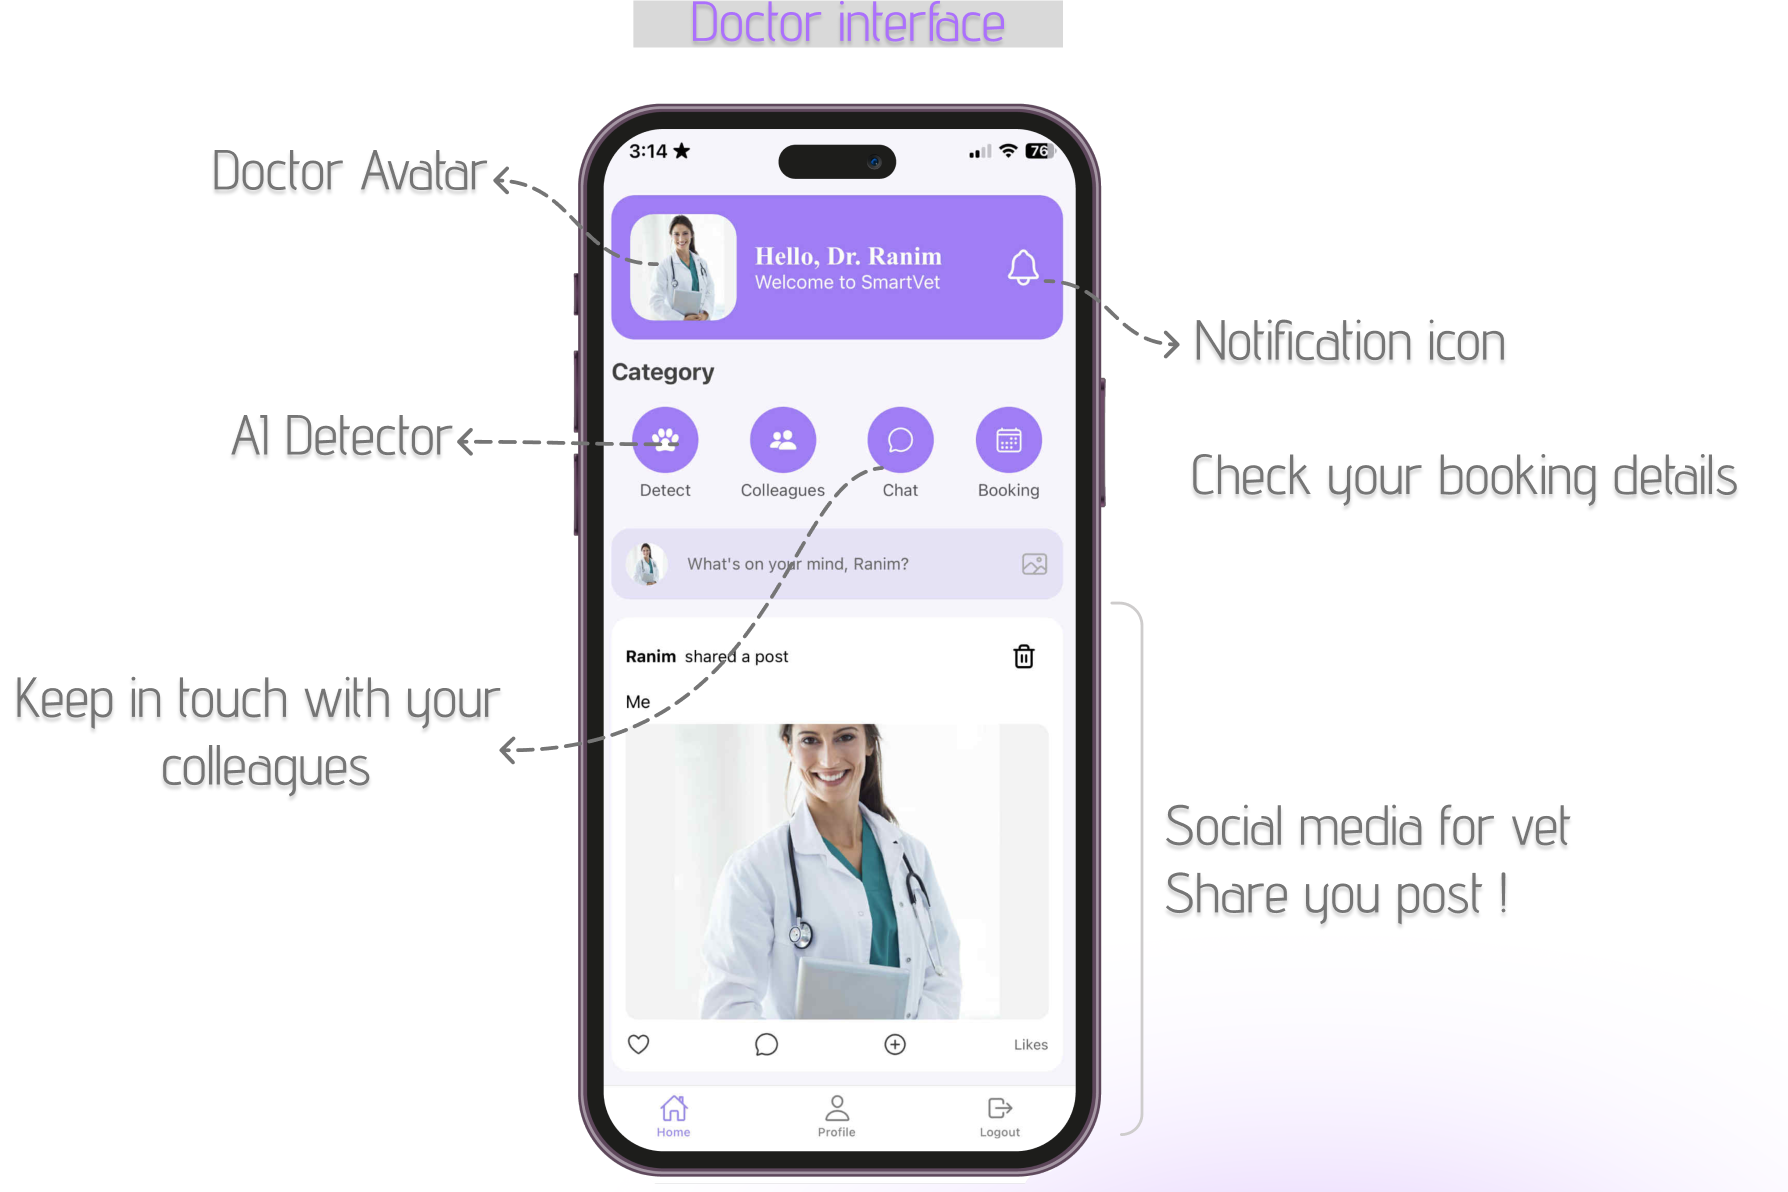 Doctor interface
Doctor Avatar
3:14
76
Hello, Dr. Ranim
Welcome to SmartVet
Notification icon
Category
AI Detector
Detect
Colleagues
Chat
Booking
Check your booking details
What's on your mind, Ranim?
Ranim shared a post
Me
Keep in touch with your
colleagues
Social media for vet
Share you post !
Likes
Home
Profile
Logout